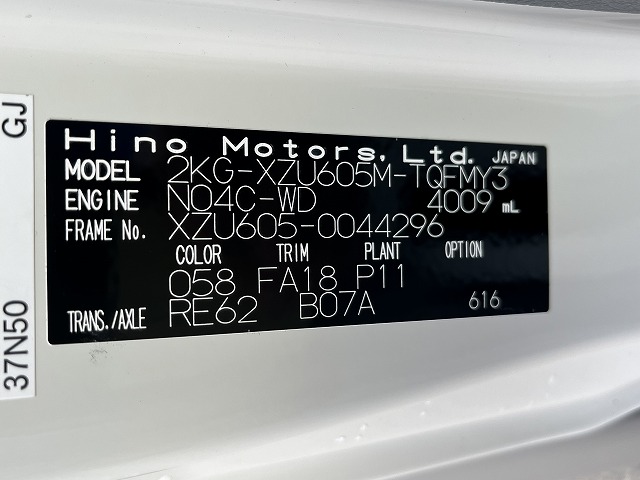 Hino Motors, Ltd. JAPAN
MODEL 2KG-XZU605M-TQFMY3
ENGINE N04C-WD 4009 mL
FRAME No. XZU605-0044296
COLOR TRIM PLANT OPTION
058 FA18 P11
TRANS./AXLE RE62 B07A 616
GJ
37N50